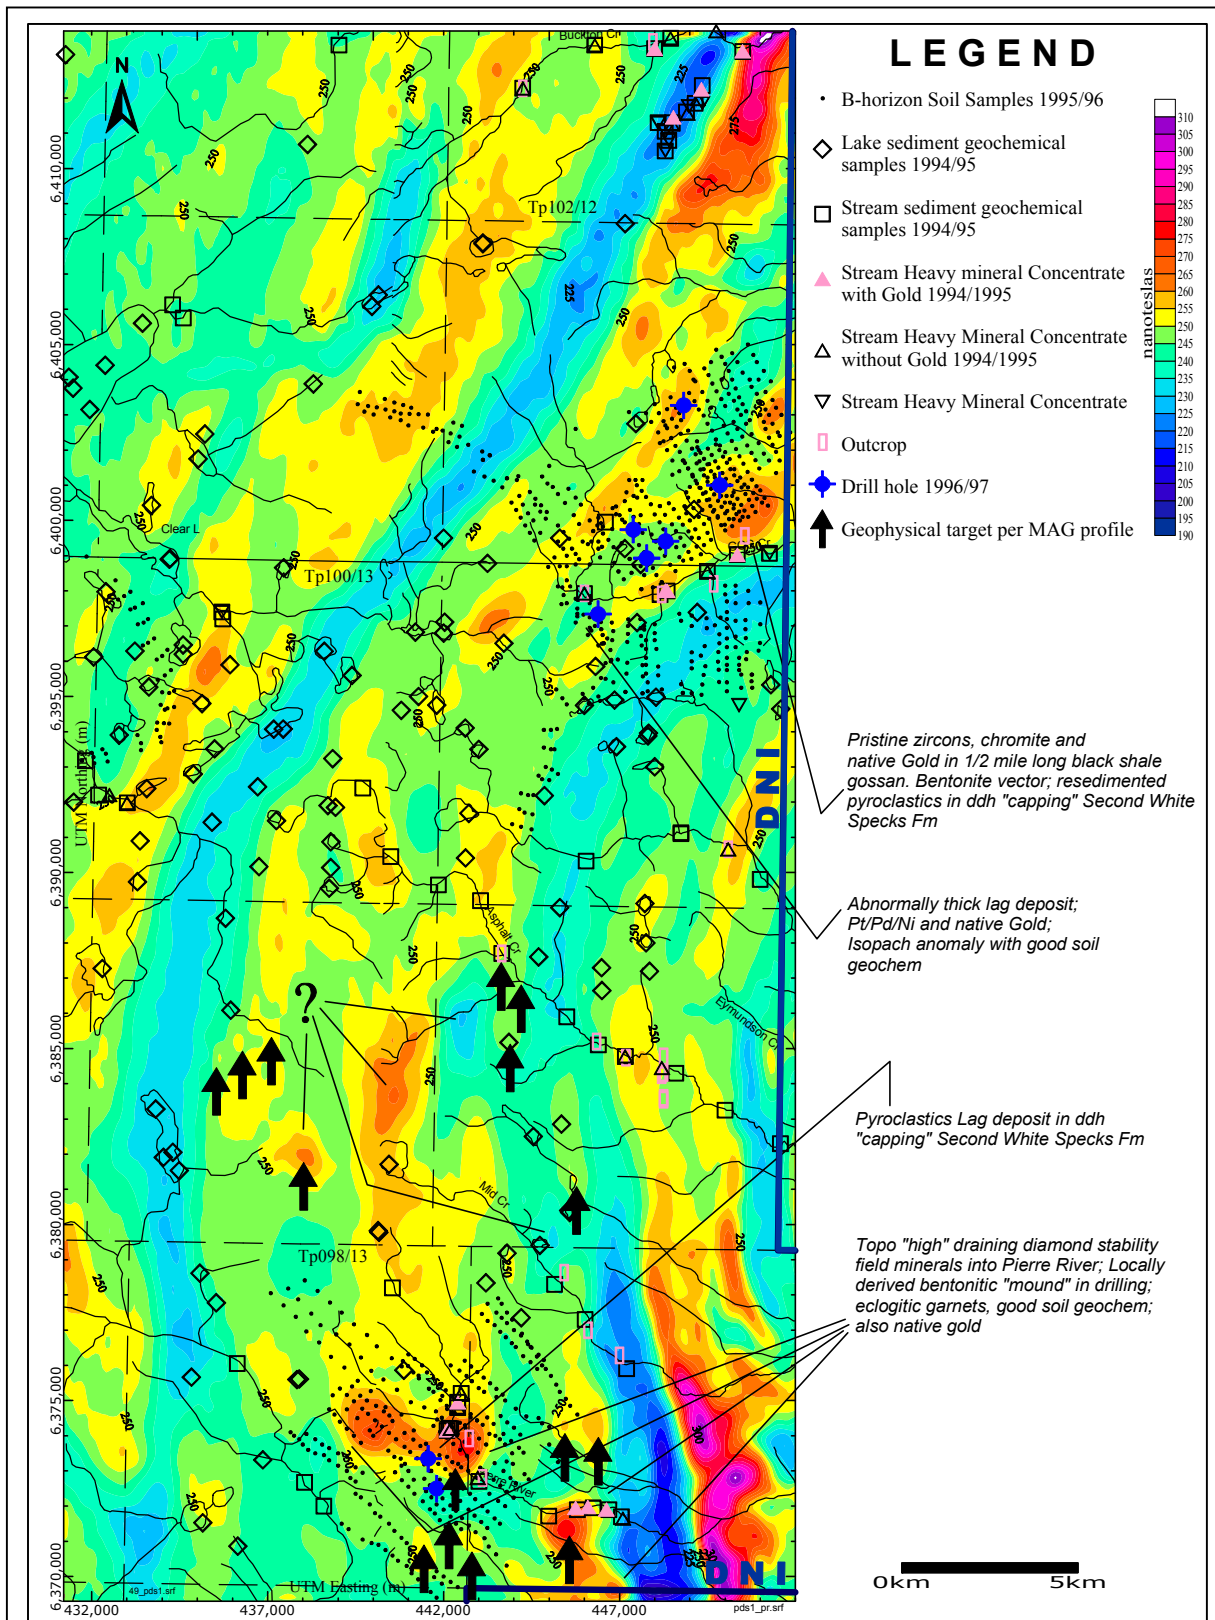 LEGEND
B-horizon Soil Samples 1995/96
Lake sediment geochemical
samples 1994/95
Stream sediment geochemical
samples 1994/95
Stream Heavy mineral Concentrate
with Gold 1994/1995
Stream Heavy Mineral Concentrate
without Gold 1994/1995
Stream Heavy Mineral Concentrate
Outcrop
Drill hole 1996/97
Geophysical target per MAG profile
nanoteslas
310
305
300
295
290
285
280
275
270
265
260
255
250
245
240
235
230
225
220
215
210
205
200
195
190
Pristine zircons, chromite and
native Gold in 1/2 mile long black shale
gossan. Bentonite vector; resedimented
pyroclastics in ddh "capping" Second White
Specks Fm
Abnormally thick lag deposit;
Pt/Pd/Ni and native Gold;
Isopach anomaly with good soil
geochem
Pyroclastics Lag deposit in ddh
"capping" Second White Specks Fm
Topo "high" draining diamond stability
field minerals into Pierre River; Locally
derived bentonitic "mound" in drilling;
eclogitic garnets, good soil geochem;
also native gold
0km 5km
N
Buckton Cr
Tp102/12
Clear L
Tp100/13
Asphalt Cr
Eymundson Cr
Mid Cr
Tp098/13
?
DNI
DNI
UTM Northing (m)
UTM Easting (m)
6,410,000
6,405,000
6,400,000
6,395,000
6,390,000
6,385,000
6,380,000
6,375,000
6,370,000
432,000
437,000
442,000
447,000
49_pds1.srf
pds1_pr.srf
250
225
275
300